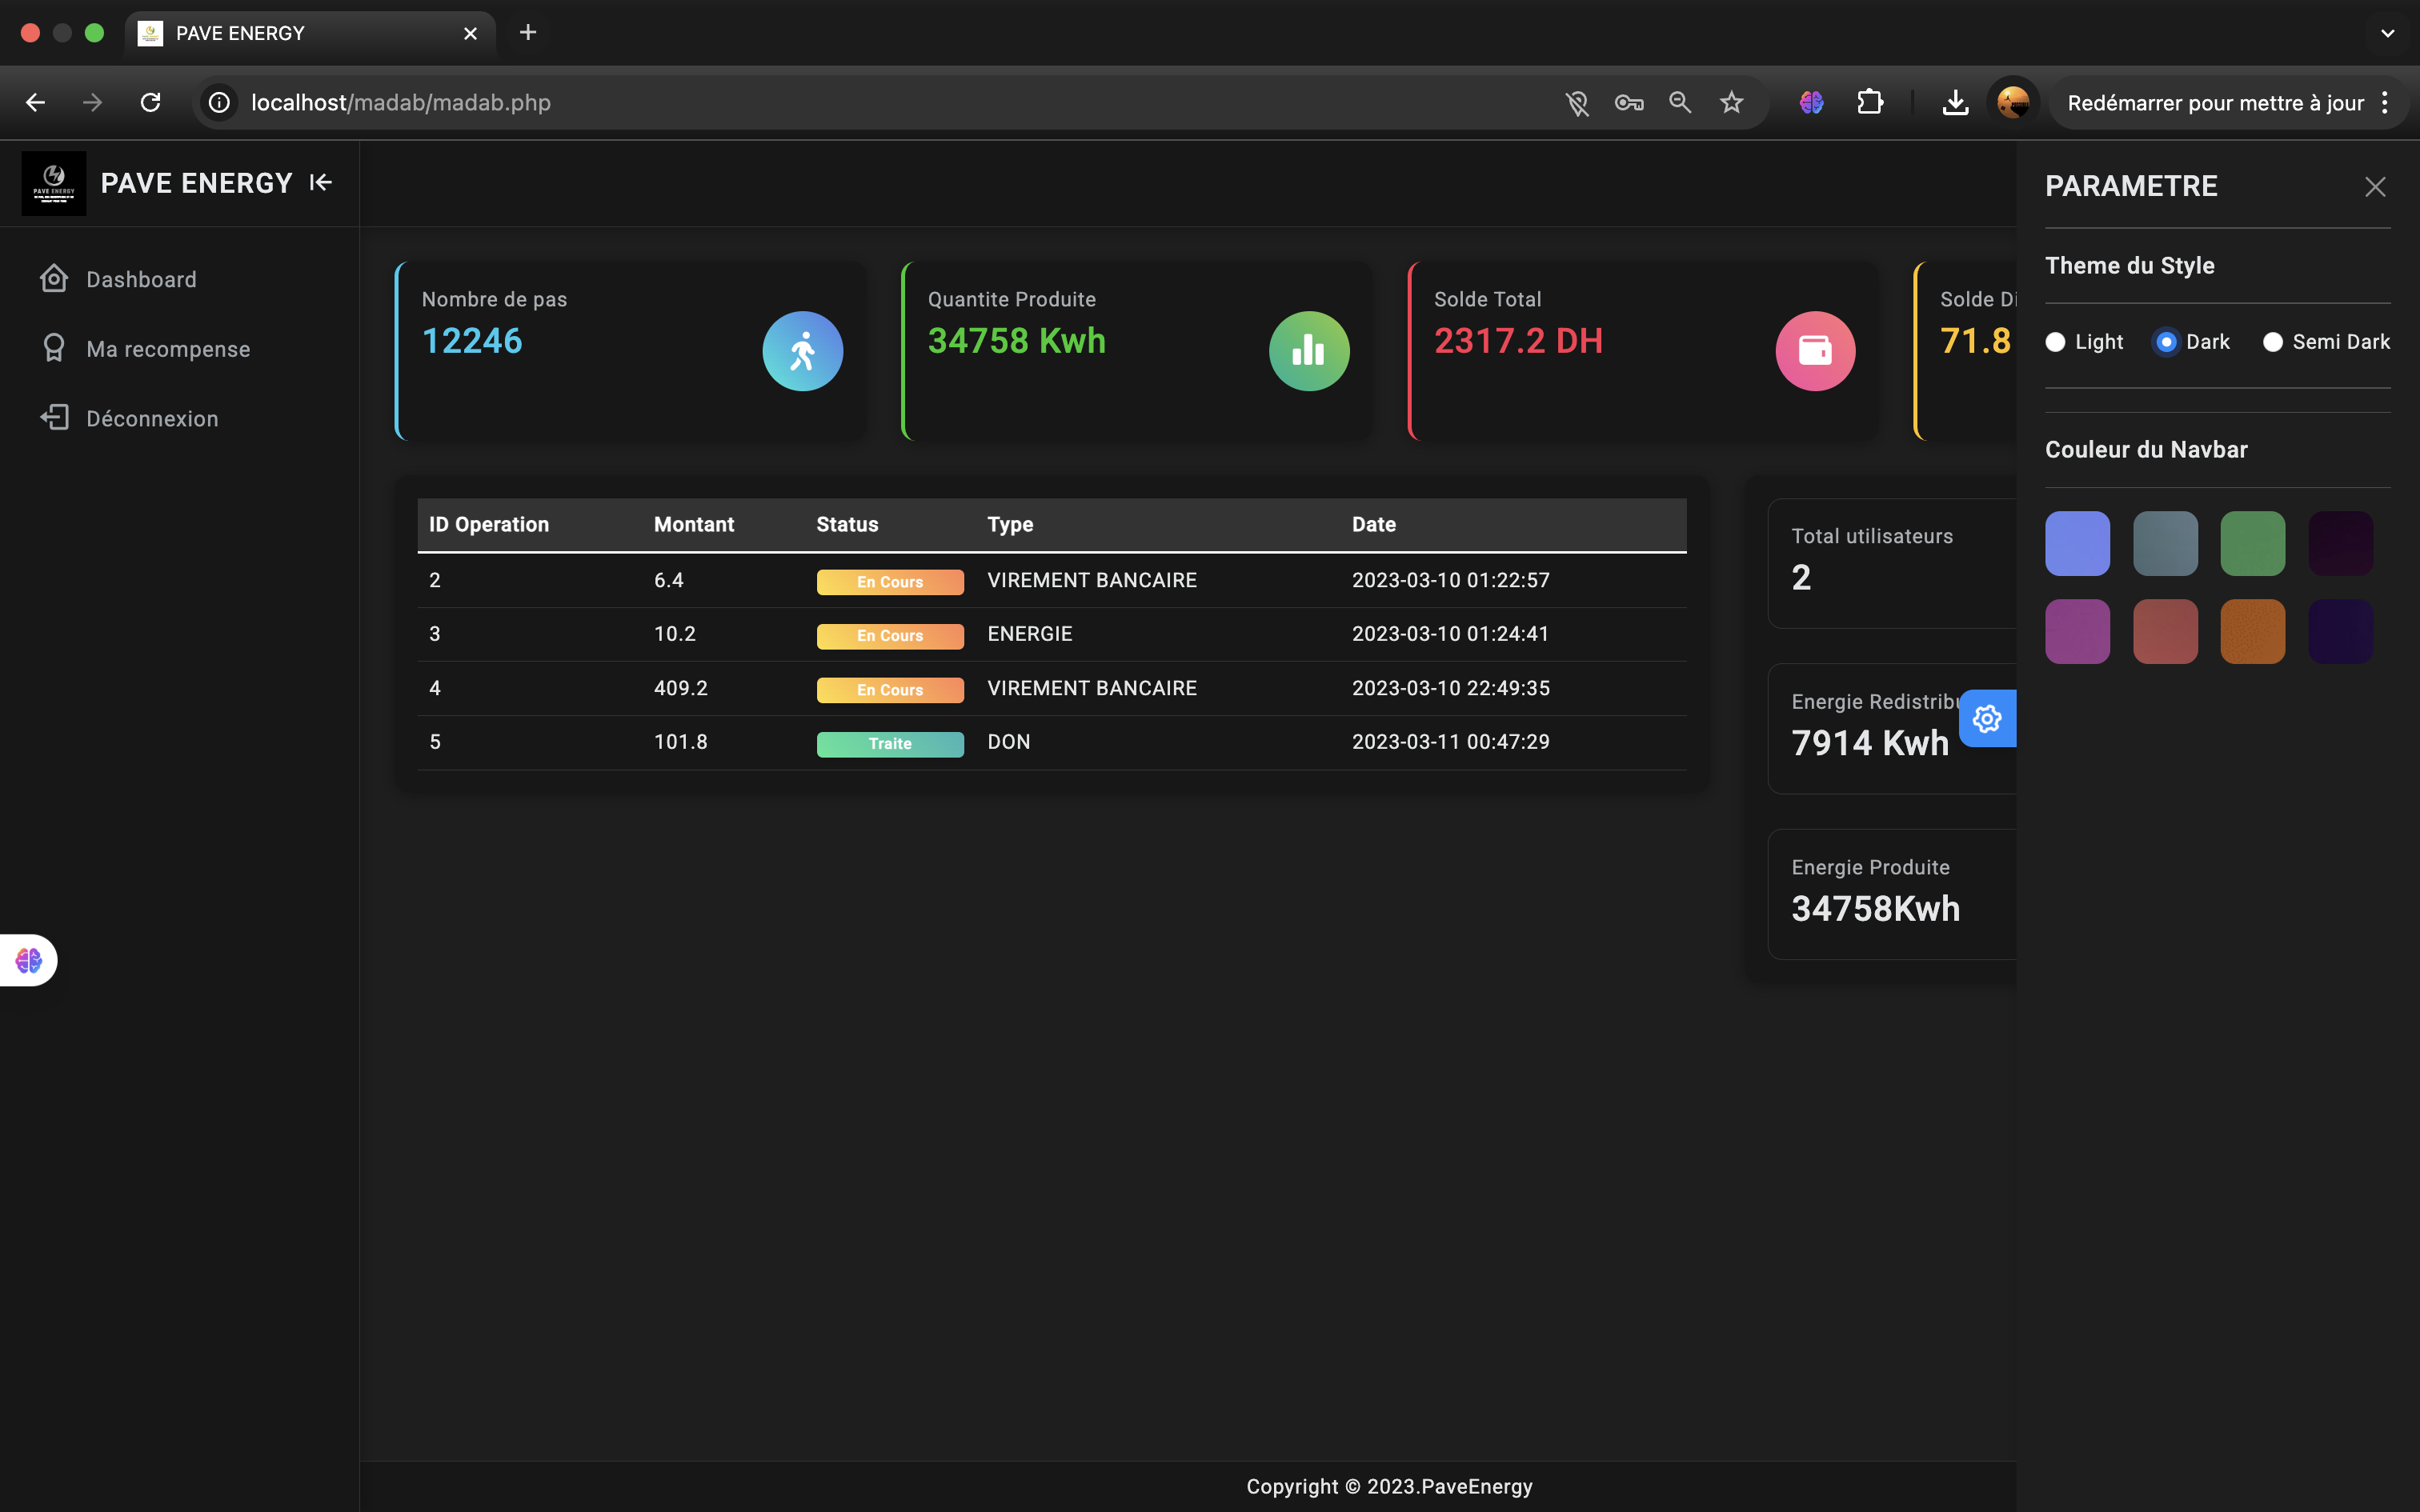 PAVE ENERGY
localhost/madab/madab.php
Redémarrer pour mettre à jour
PAVE ENERGY
PAVE ENERGY
Dashboard
Ma recompense
Déconnexion
Nombre de pas
12246
Quantite Produite
34758 Kwh
Solde Total
2317.2 DH
Solde Di
71.8
ID Operation Montant Status Type Date
2 6.4 En Cours VIREMENT BANCAIRE 2023-03-10 01:22:57
3 10.2 En Cours ENERGIE 2023-03-10 01:24:41
4 409.2 En Cours VIREMENT BANCAIRE 2023-03-10 22:49:35
5 101.8 Traite DON 2023-03-11 00:47:29
Total utilisateurs
2
Energie Redistribu
7914 Kwh
Energie Produite
34758Kwh
PARAMETRE
Theme du Style
Light Dark Semi Dark
Couleur du Navbar
Copyright © 2023.PaveEnergy